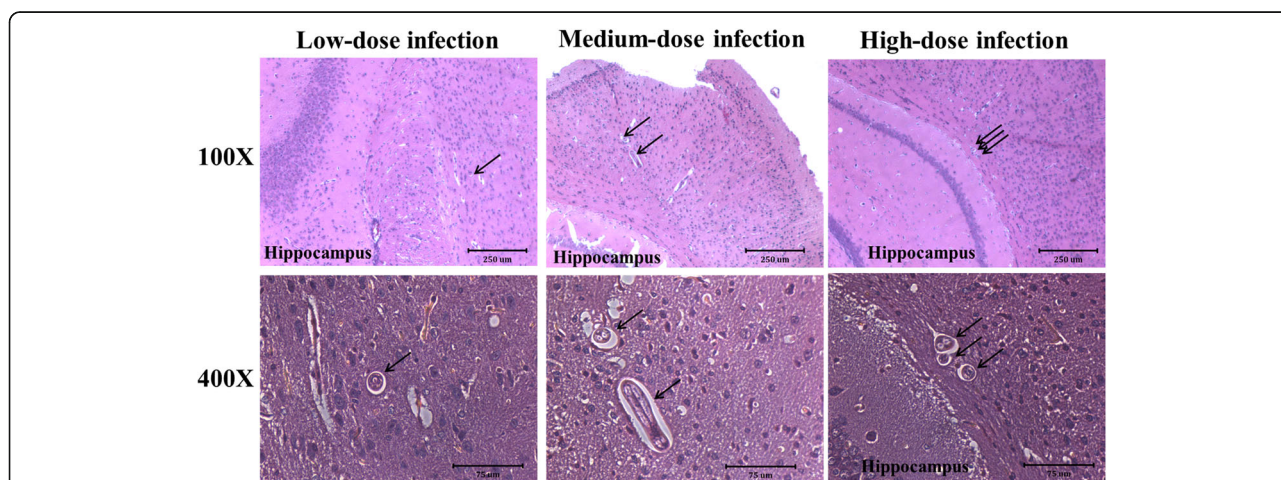 Low-dose infection
Medium-dose infection
High-dose infection
100X
Hippocampus
250 um
Hippocampus
250 um
Hippocampus
250 um
400X
75 um
75 um
Hippocampus
75 um